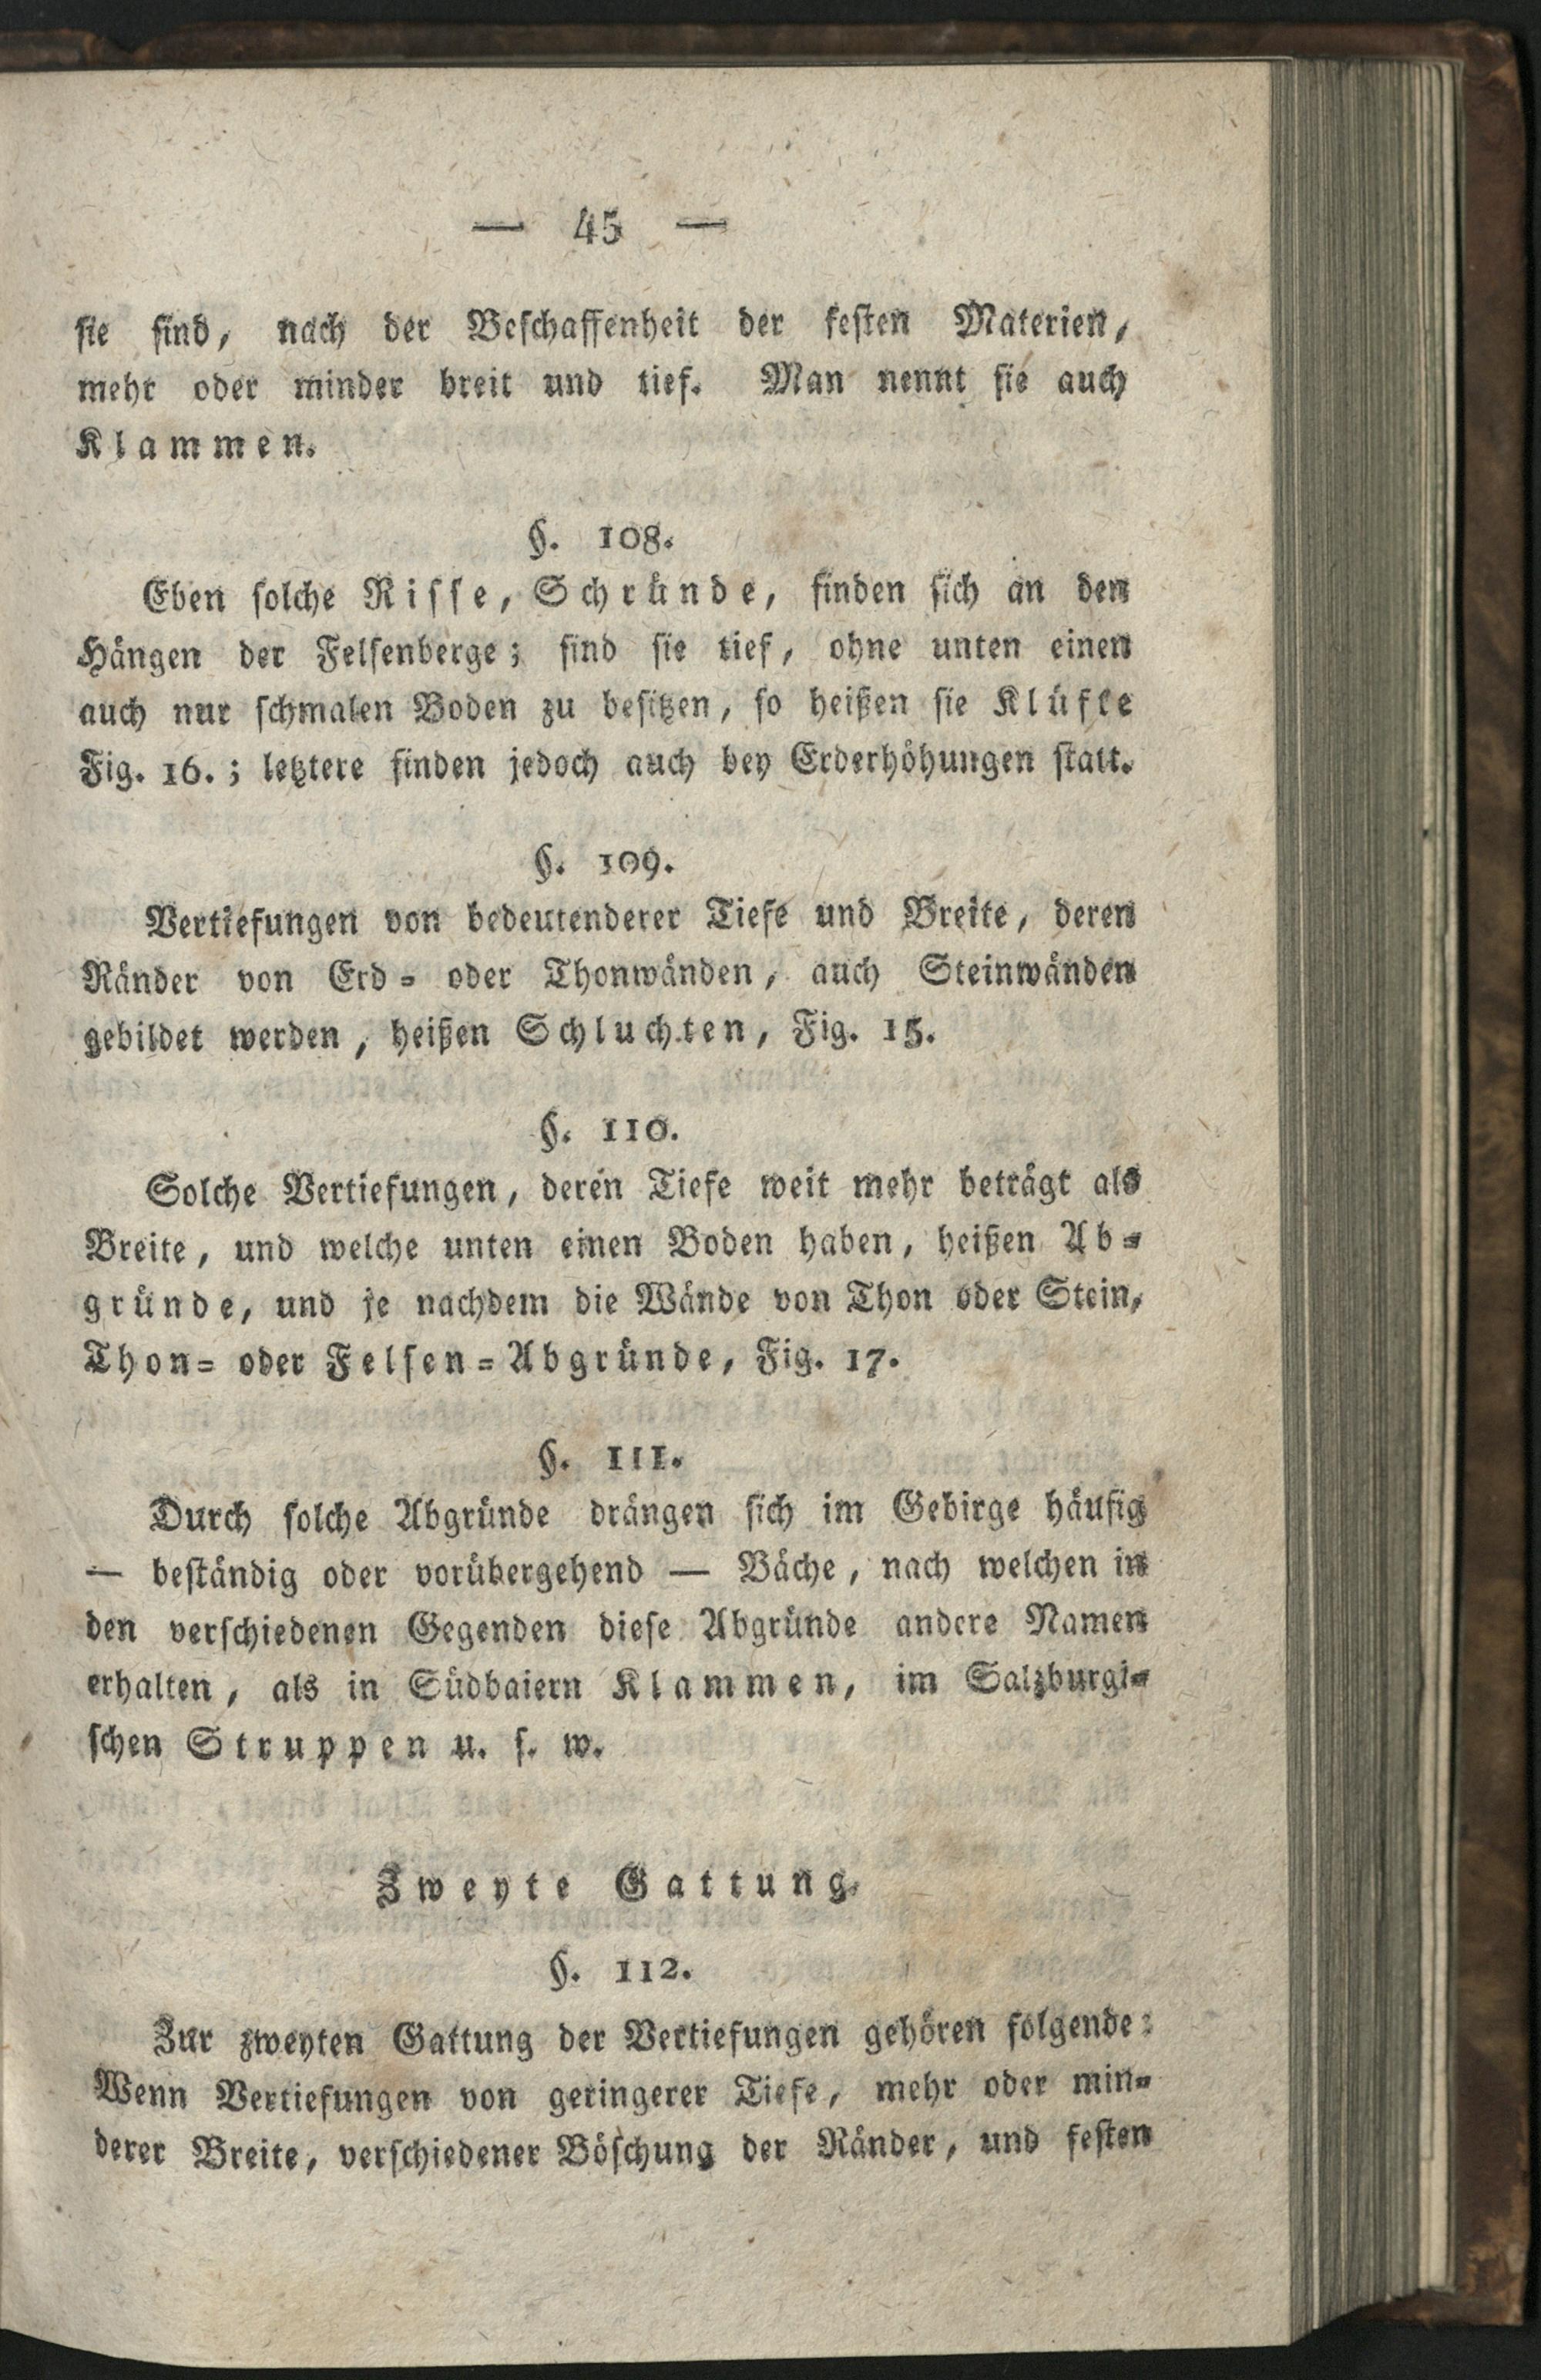 — 45 —
sie sind, nach der Beschaffenheit der festen Materien,
mehr oder minder breit und tief. Man nennt sie auch
Klammen.
§. 108.
Eben solche Risse, Schründe, finden sich an den
Hängen der Felsenberge; sind sie tief, ohne unten einen
auch nur schmalen Boden zu besitzen, so heißen sie Klüfte
Fig. 16.; letztere finden jedoch auch bey Erderhöhungen statt.
§. 109.
Vertiefungen von bedeutenderer Tiefe und Breite, deren
Ränder von Erd- oder Thonwänden, auch Steinwänden
gebildet werden, heißen Schluchten, Fig. 15.
§. 110.
Solche Vertiefungen, deren Tiefe weit mehr beträgt als
Breite, und welche unten einen Boden haben, heißen Ab-
gründe, und je nachdem die Wände von Thon oder Stein,
Thon- oder Felsen-Abgründe, Fig. 17.
§. 111.
Durch solche Abgründe drängen sich im Gebirge häufig
— beständig oder vorübergehend — Bäche, nach welchen in
den verschiedenen Gegenden diese Abgründe andere Namen
erhalten, als in Südbaiern Klammen, im Salzburgi-
schen Struppen u. s. w.
Zweyte Gattung.
§. 112.
Zur zweyten Gattung der Vertiefungen gehören folgende:
Wenn Vertiefungen von geringerer Tiefe, mehr oder min-
derer Breite, verschiedener Böschung der Ränder, und festen